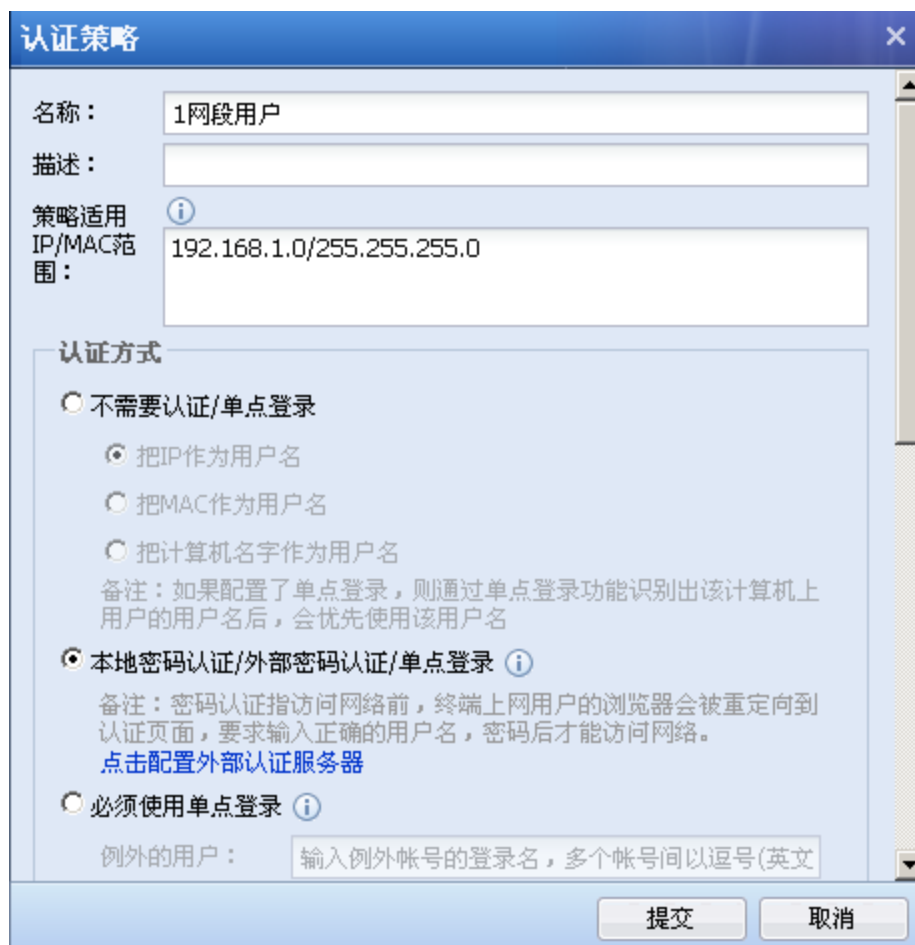 认证策略
名称：
1网段用户
描述：
策略适用
IP/MAC范
围：
192.168.1.0/255.255.255.0
认证方式
不需要认证/单点登录
把IP作为用户名
把MAC作为用户名
把计算机名字作为用户名
备注：如果配置了单点登录，则通过单点登录功能识别出该计算机上
用户的用户名后，会优先使用该用户名
本地密码认证/外部密码认证/单点登录
备注：密码认证指访问网络前，终端上网用户的浏览器会被重定向到
认证页面，要求输入正确的用户名，密码后才能访问网络。
点击配置外部认证服务器
必须使用单点登录
例外的用户：
输入例外帐号的登录名，多个帐号间以逗号(英文
提交
取消